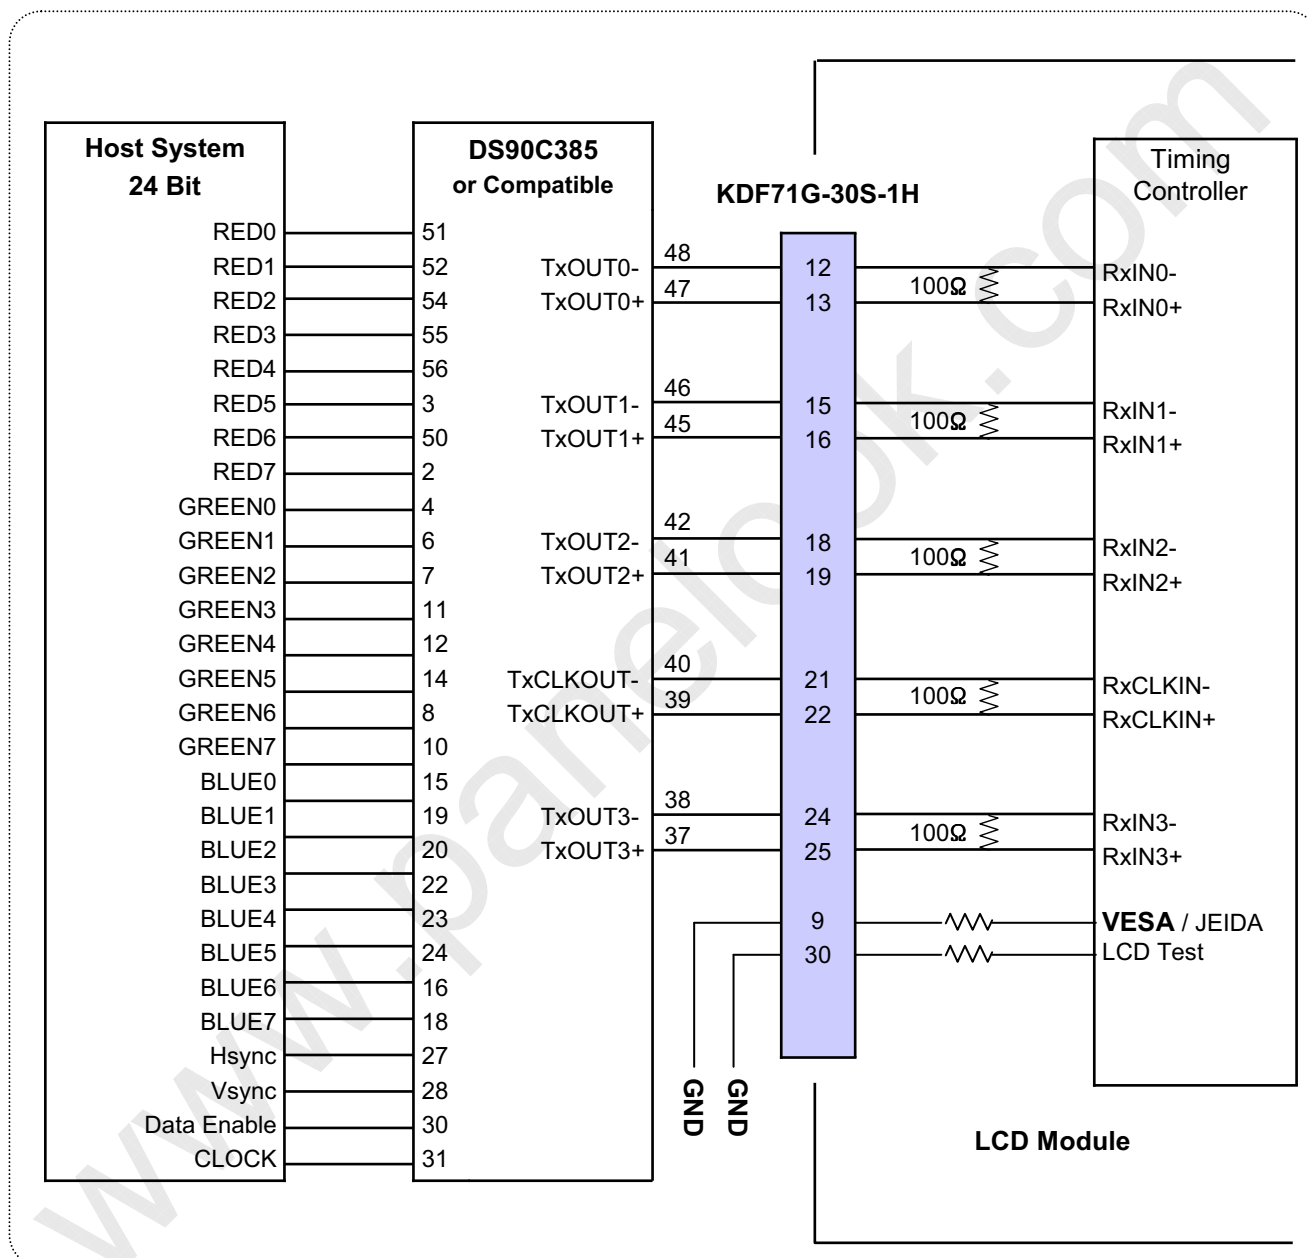 Host System
24 Bit
RED0
RED1
RED2
RED3
RED4
RED5
RED6
RED7
GREEN0
GREEN1
GREEN2
GREEN3
GREEN4
GREEN5
GREEN6
GREEN7
BLUE0
BLUE1
BLUE2
BLUE3
BLUE4
BLUE5
BLUE6
BLUE7
Hsync
Vsync
Data Enable
CLOCK
DS90C385
or Compatible
51
52
54
55
56
3
50
2
4
6
7
11
12
14
8
10
15
19
20
22
23
24
16
18
27
28
30
31
TxOUT0-
TxOUT0+
TxOUT1-
TxOUT1+
TxOUT2-
TxOUT2+
TxCLKOUT-
TxCLKOUT+
TxOUT3-
TxOUT3+
48
47
46
45
42
41
40
39
38
37
GND
GND
KDF71G-30S-1H
12
13
15
16
18
19
21
22
24
25
9
30
100Ω
100Ω
100Ω
100Ω
100Ω
Timing
Controller
RxIN0-
RxIN0+
RxIN1-
RxIN1+
RxIN2-
RxIN2+
RxCLKIN-
RxCLKIN+
RxIN3-
RxIN3+
VESA / JEIDA
LCD Test
LCD Module
www.panelook.com